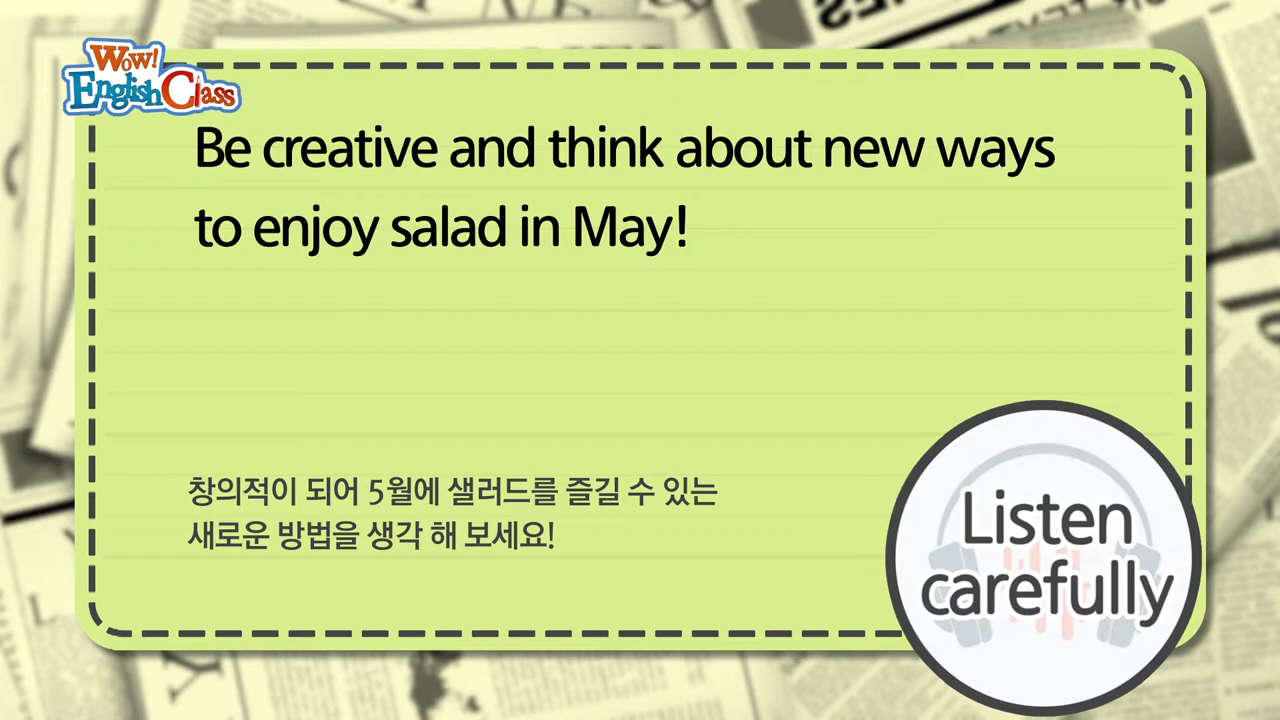 Wow!
English Class
Be creative and think about new ways
to enjoy salad in May!
창의적이 되어 5월에 샐러드를 즐길 수 있는
새로운 방법을 생각 해 보세요!
Listen
carefully